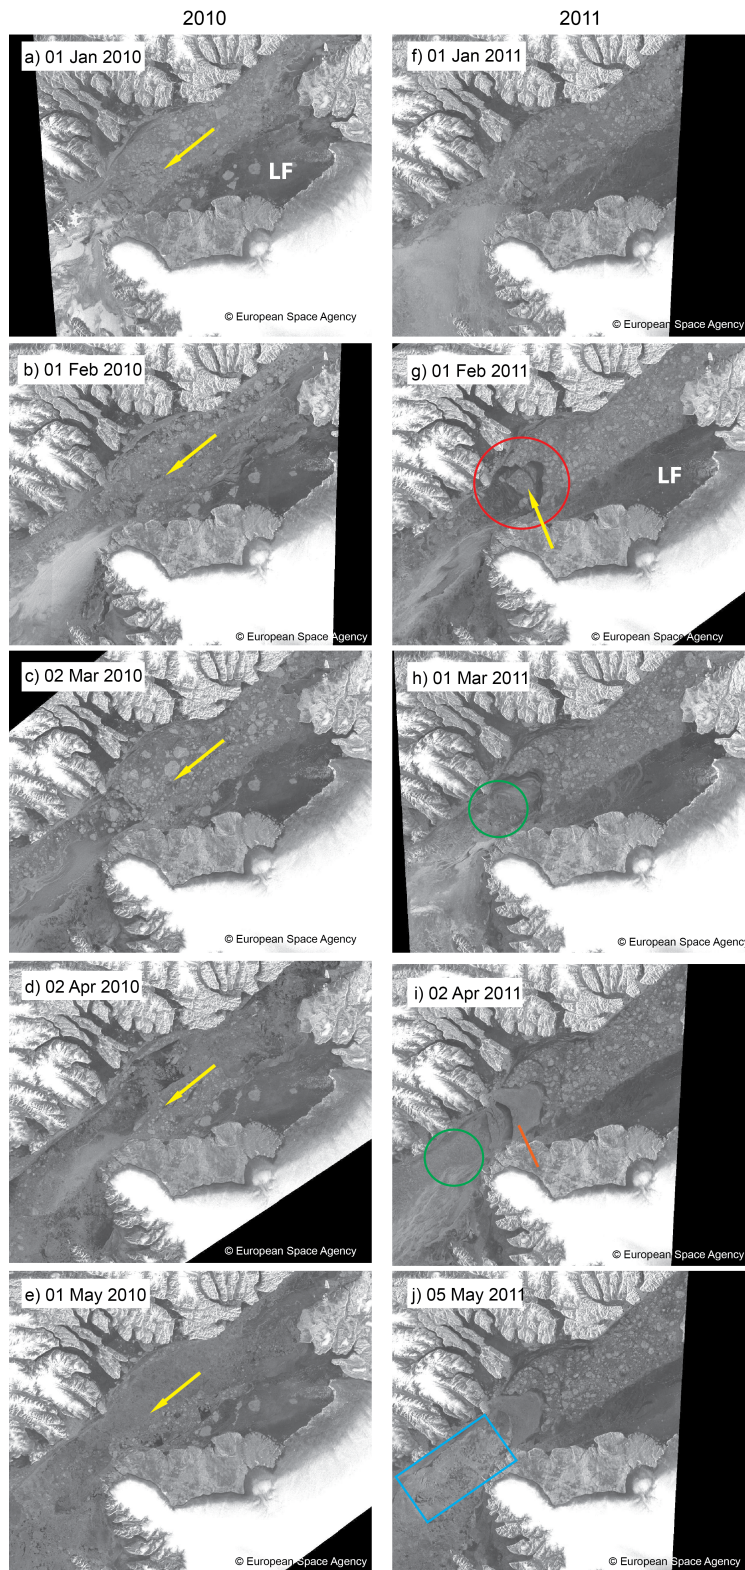 2010
2011
a) 01 Jan 2010
LF
© European Space Agency
f) 01 Jan 2011
© European Space Agency
b) 01 Feb 2010
© European Space Agency
g) 01 Feb 2011
LF
© European Space Agency
c) 02 Mar 2010
© European Space Agency
h) 01 Mar 2011
© European Space Agency
d) 02 Apr 2010
© European Space Agency
i) 02 Apr 2011
© European Space Agency
e) 01 May 2010
© European Space Agency
j) 05 May 2011
© European Space Agency